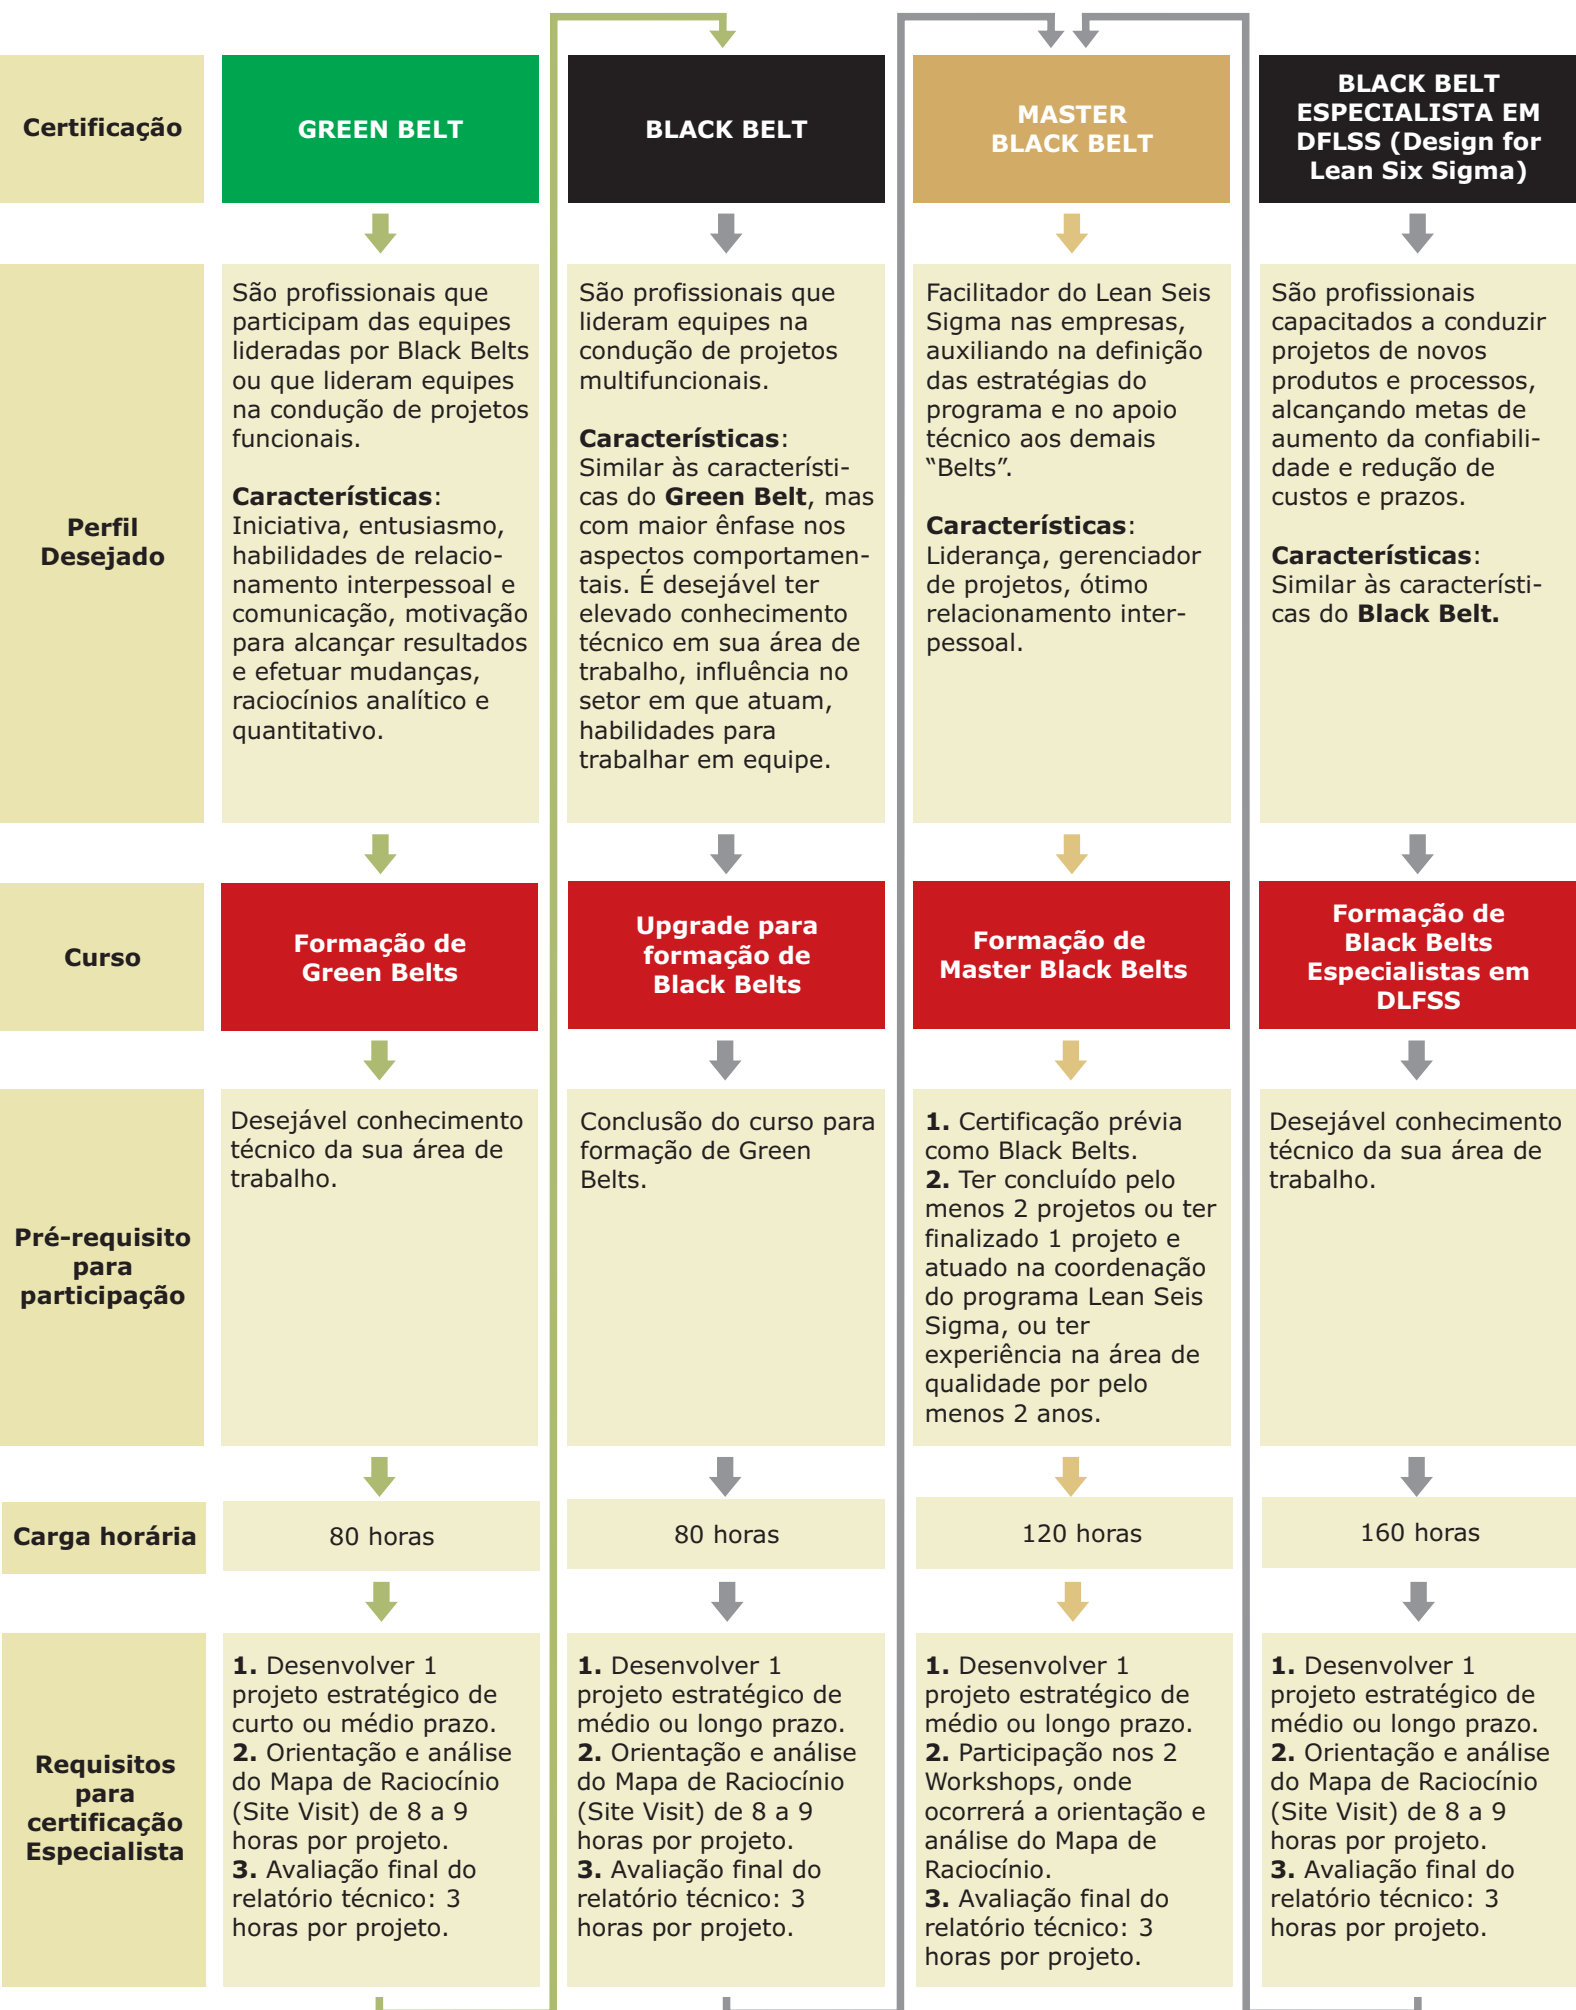 Certificação
GREEN BELT
BLACK BELT
MASTER
BLACK BELT
BLACK BELT
ESPECIALISTA EM
DFLSS (Design for
Lean Six Sigma)
Perfil
Desejado
São profissionais que
participam das equipes
lideradas por Black Belts
ou que lideram equipes
na condução de projetos
funcionais.
Características:
Iniciativa, entusiasmo,
habilidades de relacio-
namento interpessoal e
comunicação, motivação
para alcançar resultados
e efetuar mudanças,
raciocínios analítico e
quantitativo.
São profissionais que
lideram equipes na
condução de projetos
multifuncionais.
Características:
Similar às característi-
cas do Green Belt, mas
com maior ênfase nos
aspectos comportamen-
tais. É desejável ter
elevado conhecimento
técnico em sua área de
trabalho, influência no
setor em que atuam,
habilidades para
trabalhar em equipe.
Facilitador do Lean Seis
Sigma nas empresas,
auxiliando na definição
das estratégias do
programa e no apoio
técnico aos demais
“Belts”.
Características:
Liderança, gerenciador
de projetos, ótimo
relacionamento inter-
pessoal.
São profissionais
capacitados a conduzir
projetos de novos
produtos e processos,
alcançando metas de
aumento da confiabili-
dade e redução de
custos e prazos.
Características:
Similar às característi-
cas do Black Belt.
Curso
Formação de
Green Belts
Upgrade para
formação de
Black Belts
Formação de
Master Black Belts
Formação de
Black Belts
Especialistas em
DLFSS
Pré-requisito
para
participação
Desejável conhecimento
técnico da sua área de
trabalho.
Conclusão do curso para
formação de Green
Belts.
1. Certificação prévia
como Black Belts.
2. Ter concluído pelo
menos 2 projetos ou ter
finalizado 1 projeto e
atuado na coordenação
do programa Lean Seis
Sigma, ou ter
experiência na área de
qualidade por pelo
menos 2 anos.
Desejável conhecimento
técnico da sua área de
trabalho.
Carga horária
80 horas
80 horas
120 horas
160 horas
Requisitos
para
certificação
Especialista
1. Desenvolver 1
projeto estratégico de
curto ou médio prazo.
2. Orientação e análise
do Mapa de Raciocínio
(Site Visit) de 8 a 9
horas por projeto.
3. Avaliação final do
relatório técnico: 3
horas por projeto.
1. Desenvolver 1
projeto estratégico de
médio ou longo prazo.
2. Orientação e análise
do Mapa de Raciocínio
(Site Visit) de 8 a 9
horas por projeto.
3. Avaliação final do
relatório técnico: 3
horas por projeto.
1. Desenvolver 1
projeto estratégico de
médio ou longo prazo.
2. Participação nos 2
Workshops, onde
ocorrerá a orientação e
análise do Mapa de
Raciocínio.
3. Avaliação final do
relatório técnico: 3
horas por projeto.
1. Desenvolver 1
projeto estratégico de
médio ou longo prazo.
2. Orientação e análise
do Mapa de Raciocínio
(Site Visit) de 8 a 9
horas por projeto.
3. Avaliação final do
relatório técnico: 3
horas por projeto.